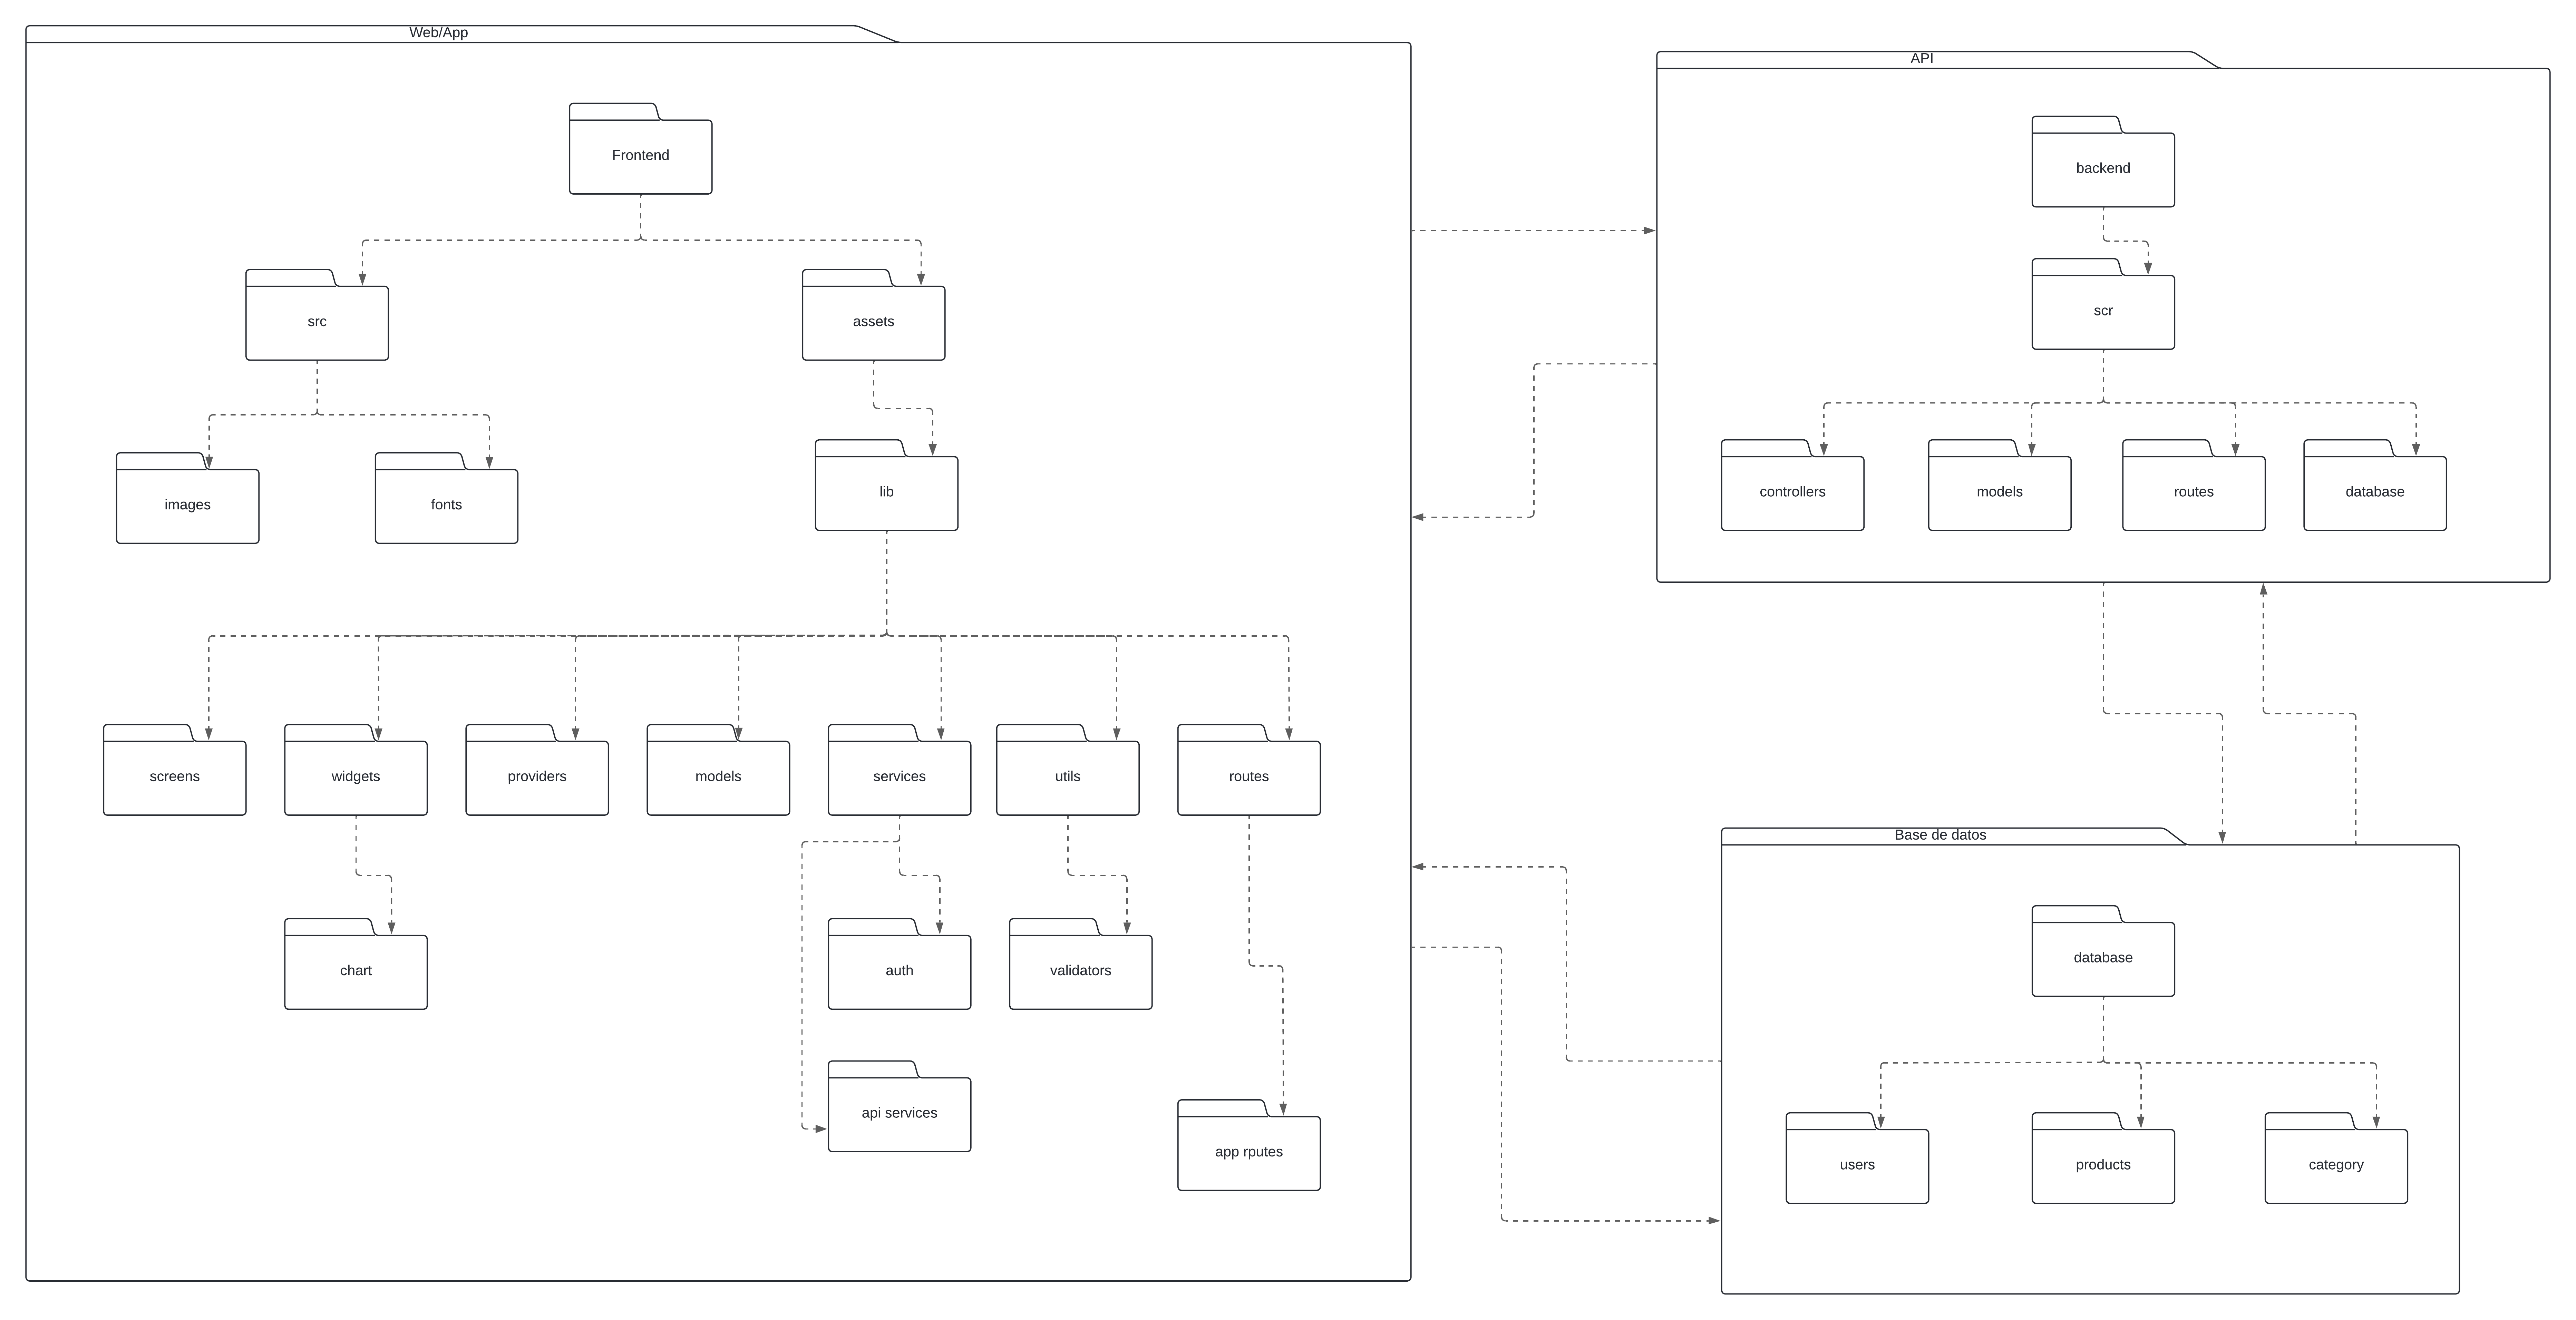 Web/App
Frontend
src
assets
images
fonts
lib
screens
widgets
providers
models
services
utils
routes
chart
auth
validators
api services
app rputes
API
backend
scr
controllers
models
routes
database
Base de datos
database
users
products
category